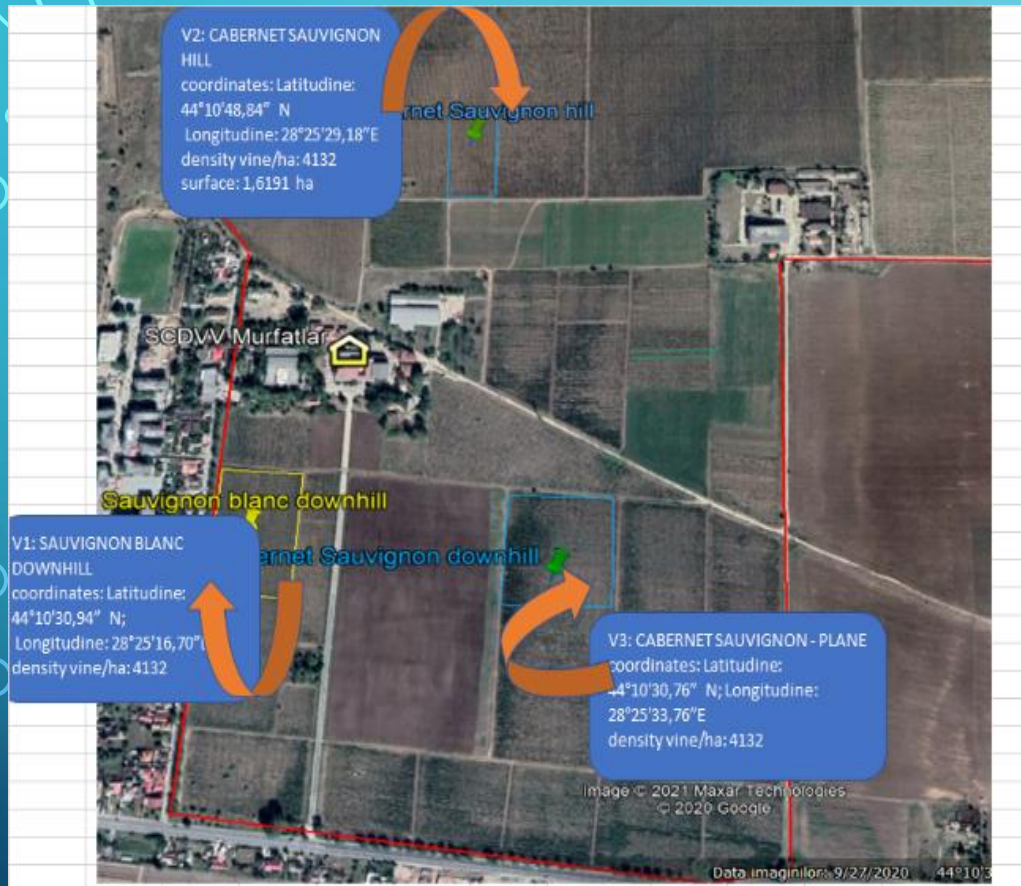 V2: CABERNET SAUVIGNON
HILL
coordinates: Latitudine:
44°10'48,84" N
Longitudine: 28°25'29,18"E
density vine/ha: 4132
surface: 1,6191 ha
Sauvignon hill
SCDVV Murfatlar
Sauvignon blanc downhill
V1: SAUVIGNON BLANC
DOWNHILL
coordinates: Latitudine:
44°10'30,94" N;
Longitudine: 28°25'16,70"
density vine/ha: 4132
Sauvignon downhill
V3: CABERNET SAUVIGNON - PLANE
coordinates: Latitudine:
44°10'30,76" N; Longitudine:
28°25'33,76"E
density vine/ha: 4132
Image © 2021 Maxar Technologies
© 2020 Google
Data imaginilor: 9/27/2020 44°10'3